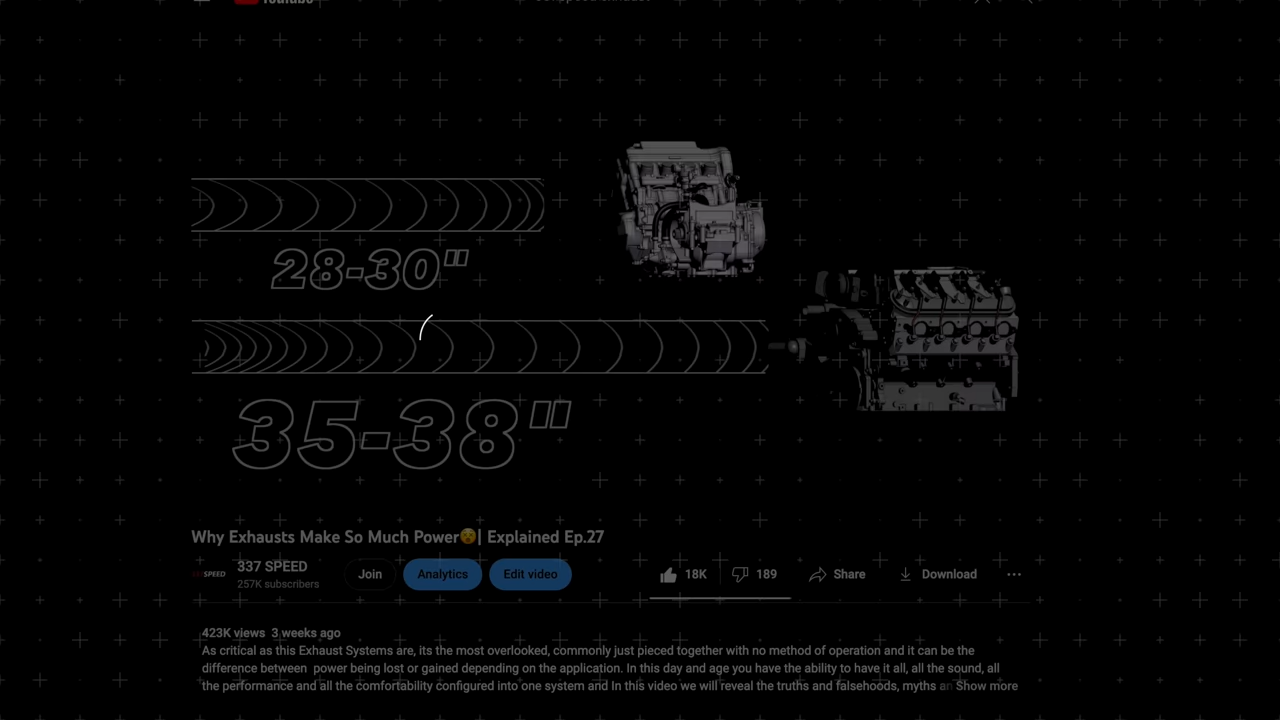 YouTube
28-30"
35-38"
Why Exhausts Make So Much Power😯| Explained Ep.27
337 SPEED
SPEED
257K subscribers
Join
Analytics
Edit video
18K
189
Share
Download
423K views 3 weeks ago
As critical as this Exhaust Systems are, its the most overlooked, commonly just pieced together with no method of operation and it can be the
difference between power being lost or gained depending on the application. In this day and age you have the ability to have it all, all the sound, all
the performance and all the comfortability configured into one system and In this video we will reveal the truths and falsehoods, myths an Show more